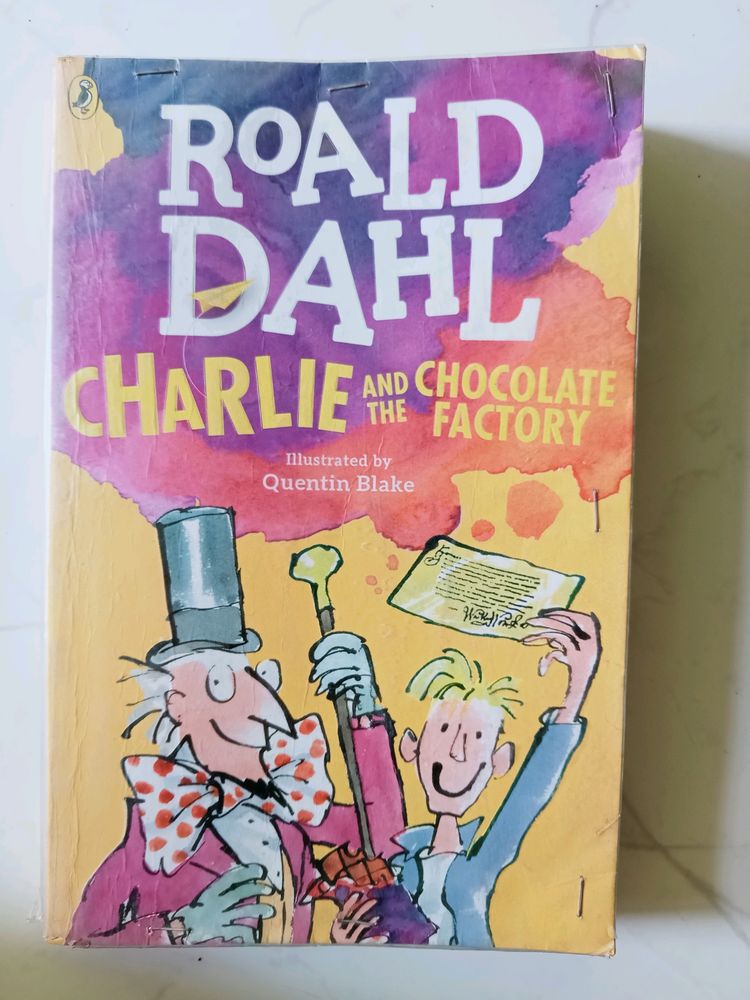 ROALD
DAHL
CHARLIE AND THE CHOCOLATE FACTORY
Illustrated by
Quentin Blake